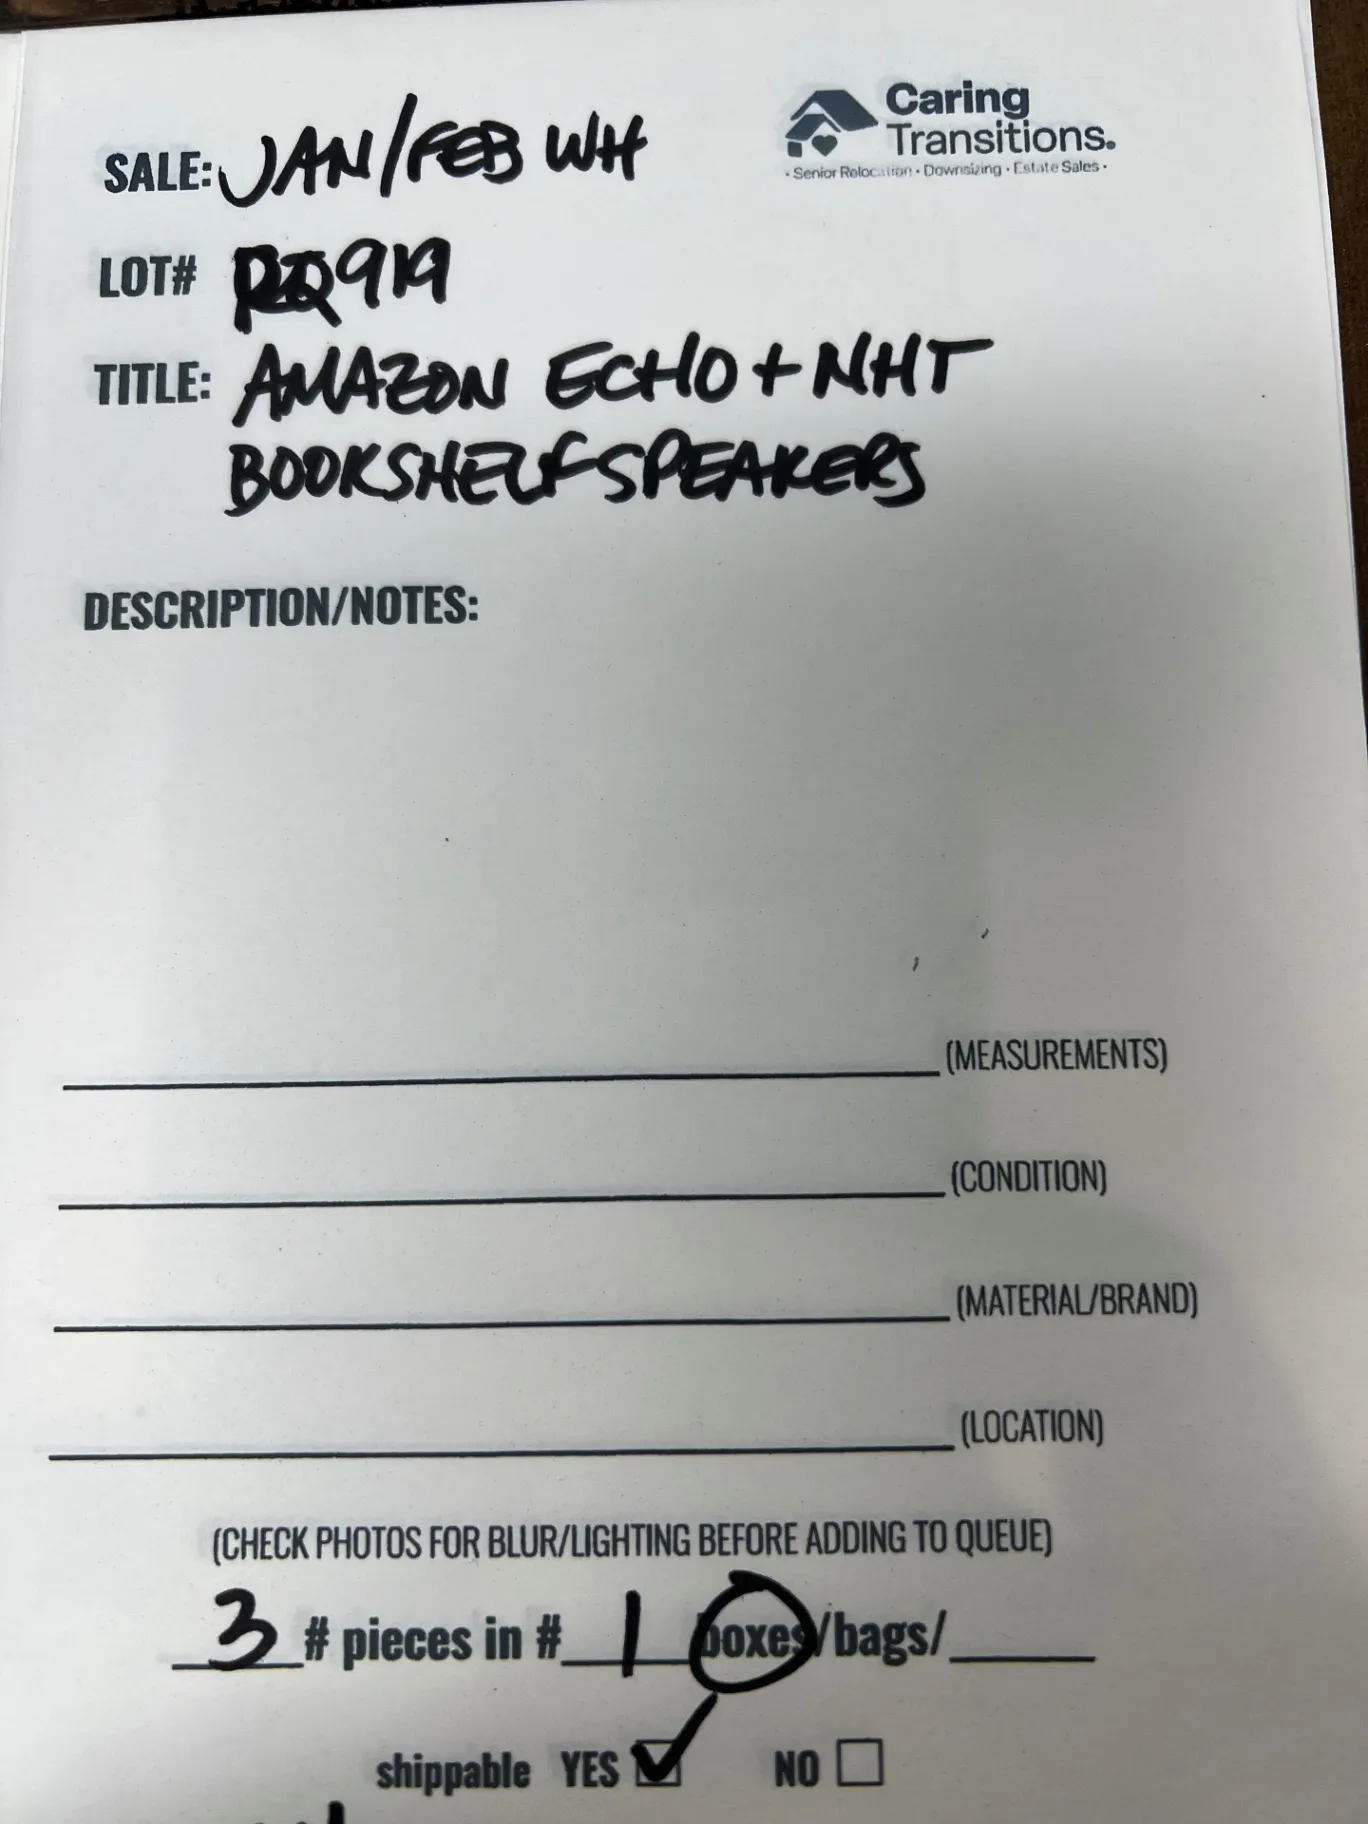 Caring
Transitions.
• Senior Relocation • Downsizing • Estate Sales •
SALE: JAN/FEB WH
LOT# 919
TITLE: AMAZON ECHO + NHT
BOOKSHELF SPEAKERS
DESCRIPTION/NOTES:
(MEASUREMENTS)
(CONDITION)
(MATERIAL/BRAND)
(LOCATION)
(CHECK PHOTOS FOR BLUR/LIGHTING BEFORE ADDING TO QUEUE)
3 # pieces in # 1 boxes/bags/
shippable YES ✓ NO